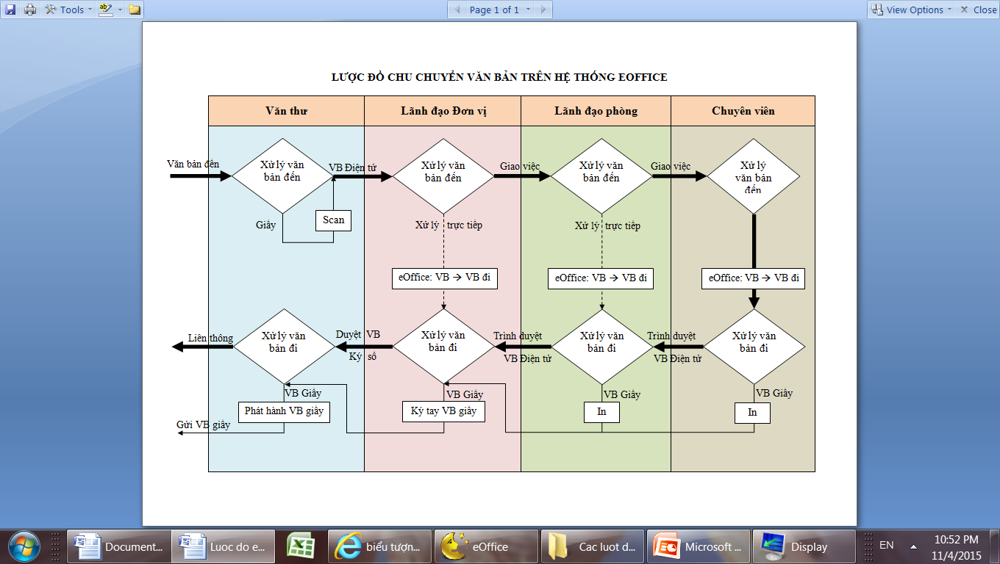 Tools
Page 1 of 1
View Options
Close
LƯỢC ĐỒ CHU CHUYỂN VĂN BẢN TRÊN HỆ THỐNG EOFFICE
Văn thư
Lãnh đạo Đơn vị
Lãnh đạo phòng
Chuyên viên
Văn bản đến
Xử lý văn
bản đến
VB Điện tử
Xử lý văn
bản đến
Giao việc
Xử lý văn
bản đến
Giao việc
Xử lý
văn bản
đến
Giấy
Scan
Xử lý trực tiếp
Xử lý trực tiếp
eOffice: VB → VB đi
eOffice: VB → VB đi
eOffice: VB → VB đi
Liên thông
Xử lý văn
bản đi
Duyệt VB
Ký số
Xử lý văn
bản đi
Trình duyệt
VB Điện tử
Xử lý văn
bản đi
Trình duyệt
VB Điện tử
Xử lý văn
bản đi
VB Giấy
VB Giấy
VB Giấy
VB Giấy
Phát hành VB giấy
Ký tay VB giấy
In
In
Gửi VB giấy
Document...
Luoc do e...
biểu tượn...
eOffice
Cac luot d...
Microsoft ...
Display
EN
10:52 PM
11/4/2015